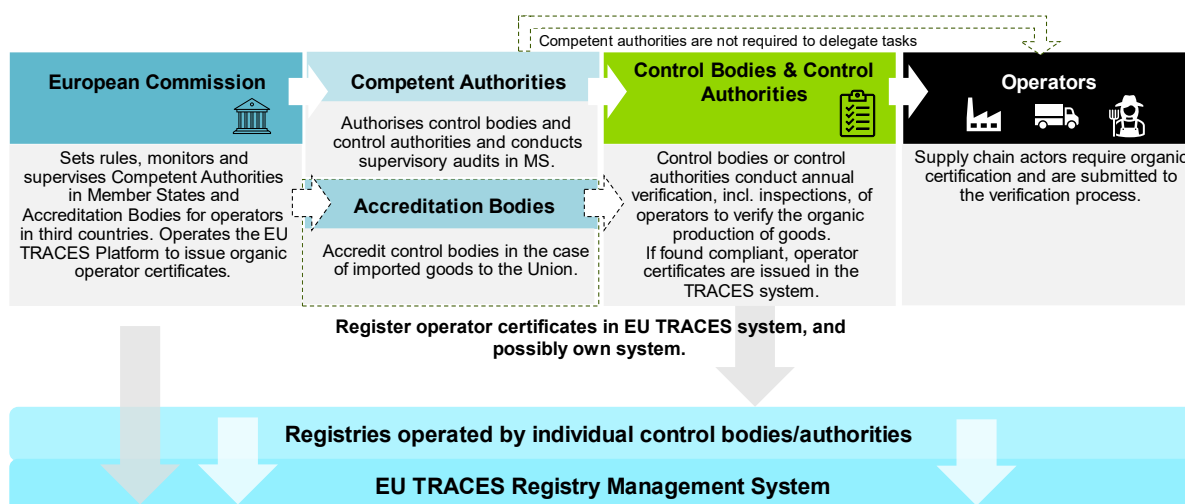 Competent authorities are not required to delegate tasks
European Commission
Sets rules, monitors and
supervises Competent Authorities
in Member States and
Accreditation Bodies for operators
in third countries. Operates the EU
TRACES Platform to issue organic
operator certificates.
Competent Authorities
Authorises control bodies and
control authorities and conducts
supervisory audits in MS.
Accreditation Bodies
Accredit control bodies in the case
of imported goods to the Union.
Control Bodies & Control
Authorities
Control bodies or control
authorities conduct annual
verification, incl. inspections, of
operators to verify the organic
production of goods.
If found compliant, operator
certificates are issued in the
TRACES system.
Operators
Supply chain actors require organic
certification and are submitted to
the verification process.
Register operator certificates in EU TRACES system, and
possibly own system.
Registries operated by individual control bodies/authorities
EU TRACES Registry Management System